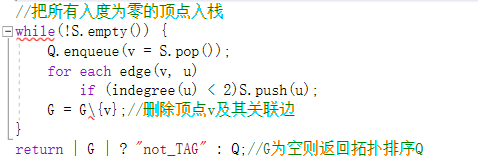 //把所有入度为零的顶点入栈
while(!S.empty()) {
Q.enqueue(v = S.pop());
for each edge(v, u)
if (indegree(u) < 2)S.push(u);
G = G\{v};//删除顶点v及其关联边
}
return | G | ? "not_TAG" : Q;//G为空则返回拓扑排序Q